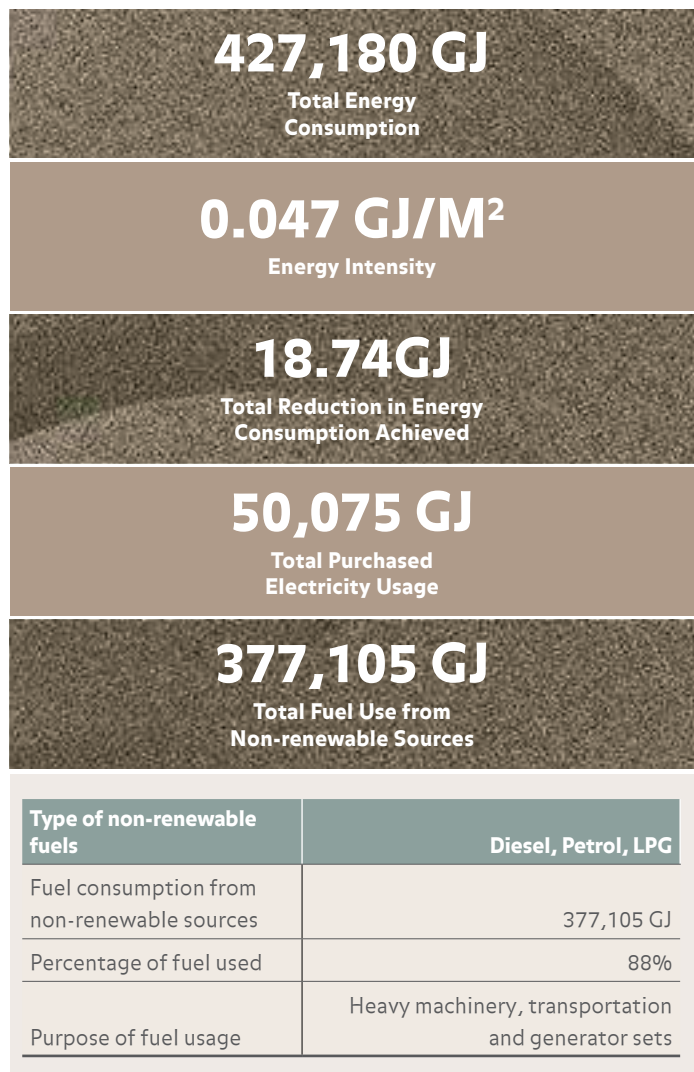 427,180 GJ
Total Energy
Consumption
0.047 GJ/M²
Energy Intensity
18.74GJ
Total Reduction in Energy
Consumption Achieved
50,075 GJ
Total Purchased
Electricity Usage
377,105 GJ
Total Fuel Use from
Non-renewable Sources
Type of non-renewable
fuels
Diesel, Petrol, LPG
Fuel consumption from
non-renewable sources
377,105 GJ
Percentage of fuel used
88%
Purpose of fuel usage
Heavy machinery, transportation
and generator sets